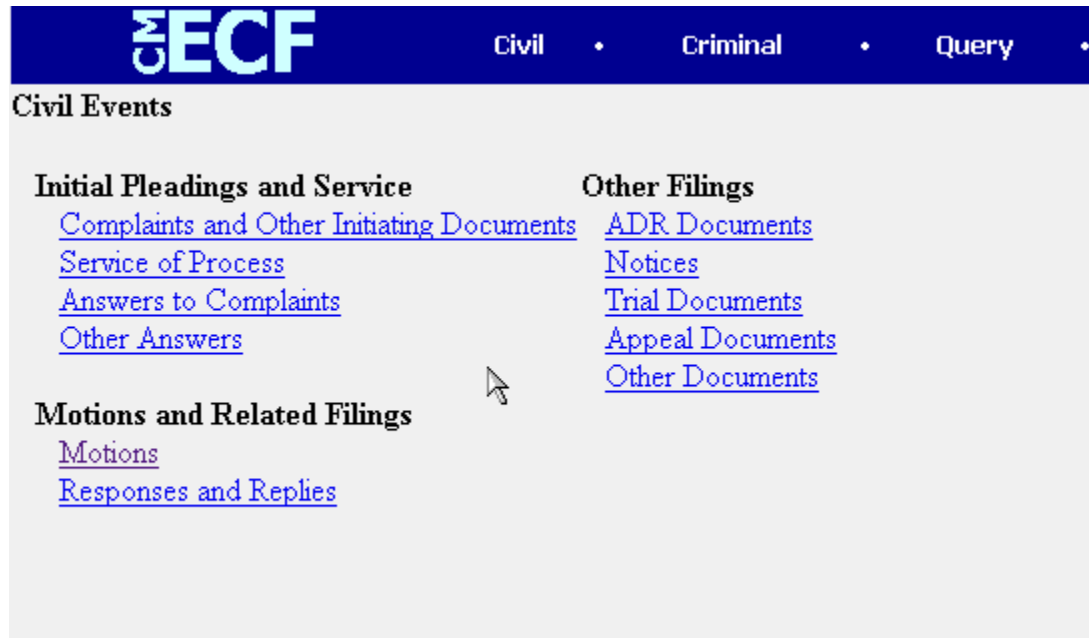 CM ECF Civil • Criminal • Query •
Civil Events
Initial Pleadings and Service
Complaints and Other Initiating Documents
Service of Process
Answers to Complaints
Other Answers
Motions and Related Filings
Motions
Responses and Replies
Other Filings
ADR Documents
Notices
Trial Documents
Appeal Documents
Other Documents